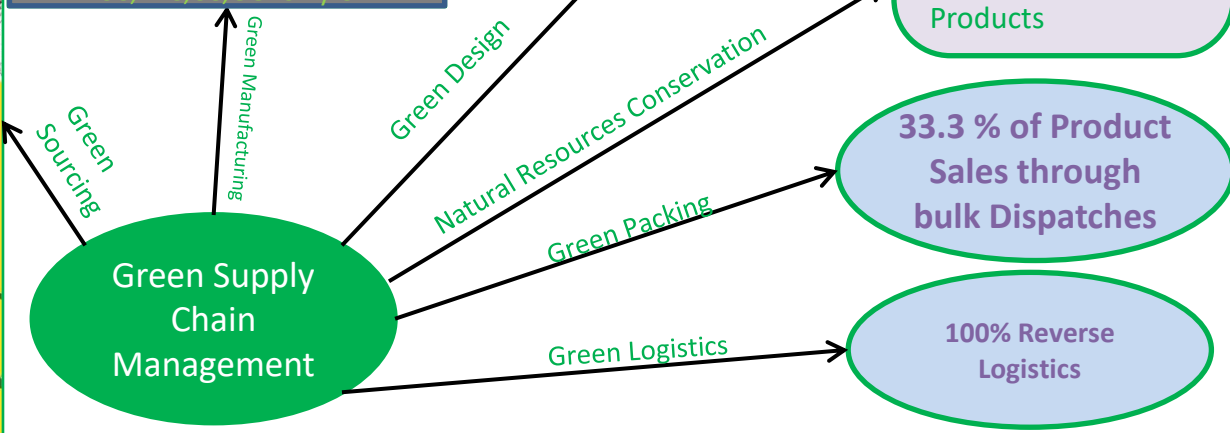 Products
Green Manufacturing
Green Design
Natural Resources Conservation
Green
Sourcing
33.3 % of Product
Sales through
bulk Dispatches
Green Packing
Green Supply
Chain
Management
Green Logistics
100% Reverse
Logistics